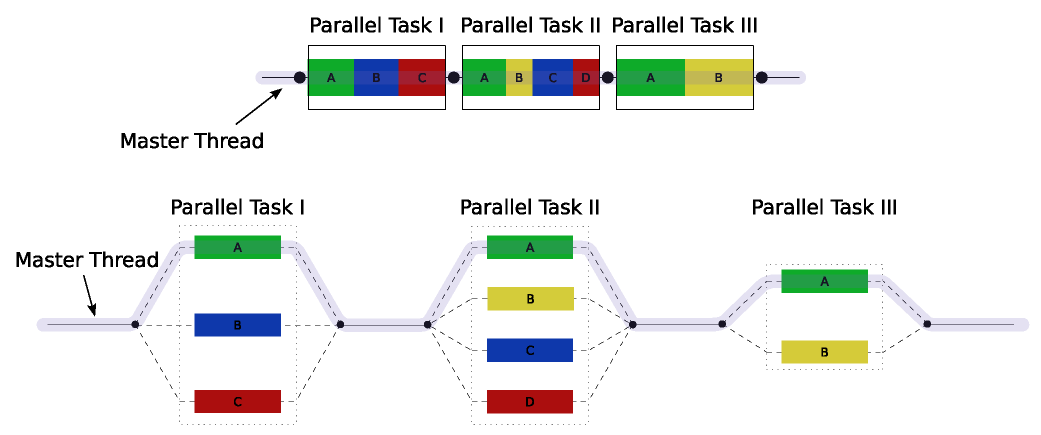 Parallel Task I Parallel Task II Parallel Task III
A B C A B C D A B
Master Thread
Parallel Task I Parallel Task II Parallel Task III
A A
Master Thread
A
B
B
C
B
C D